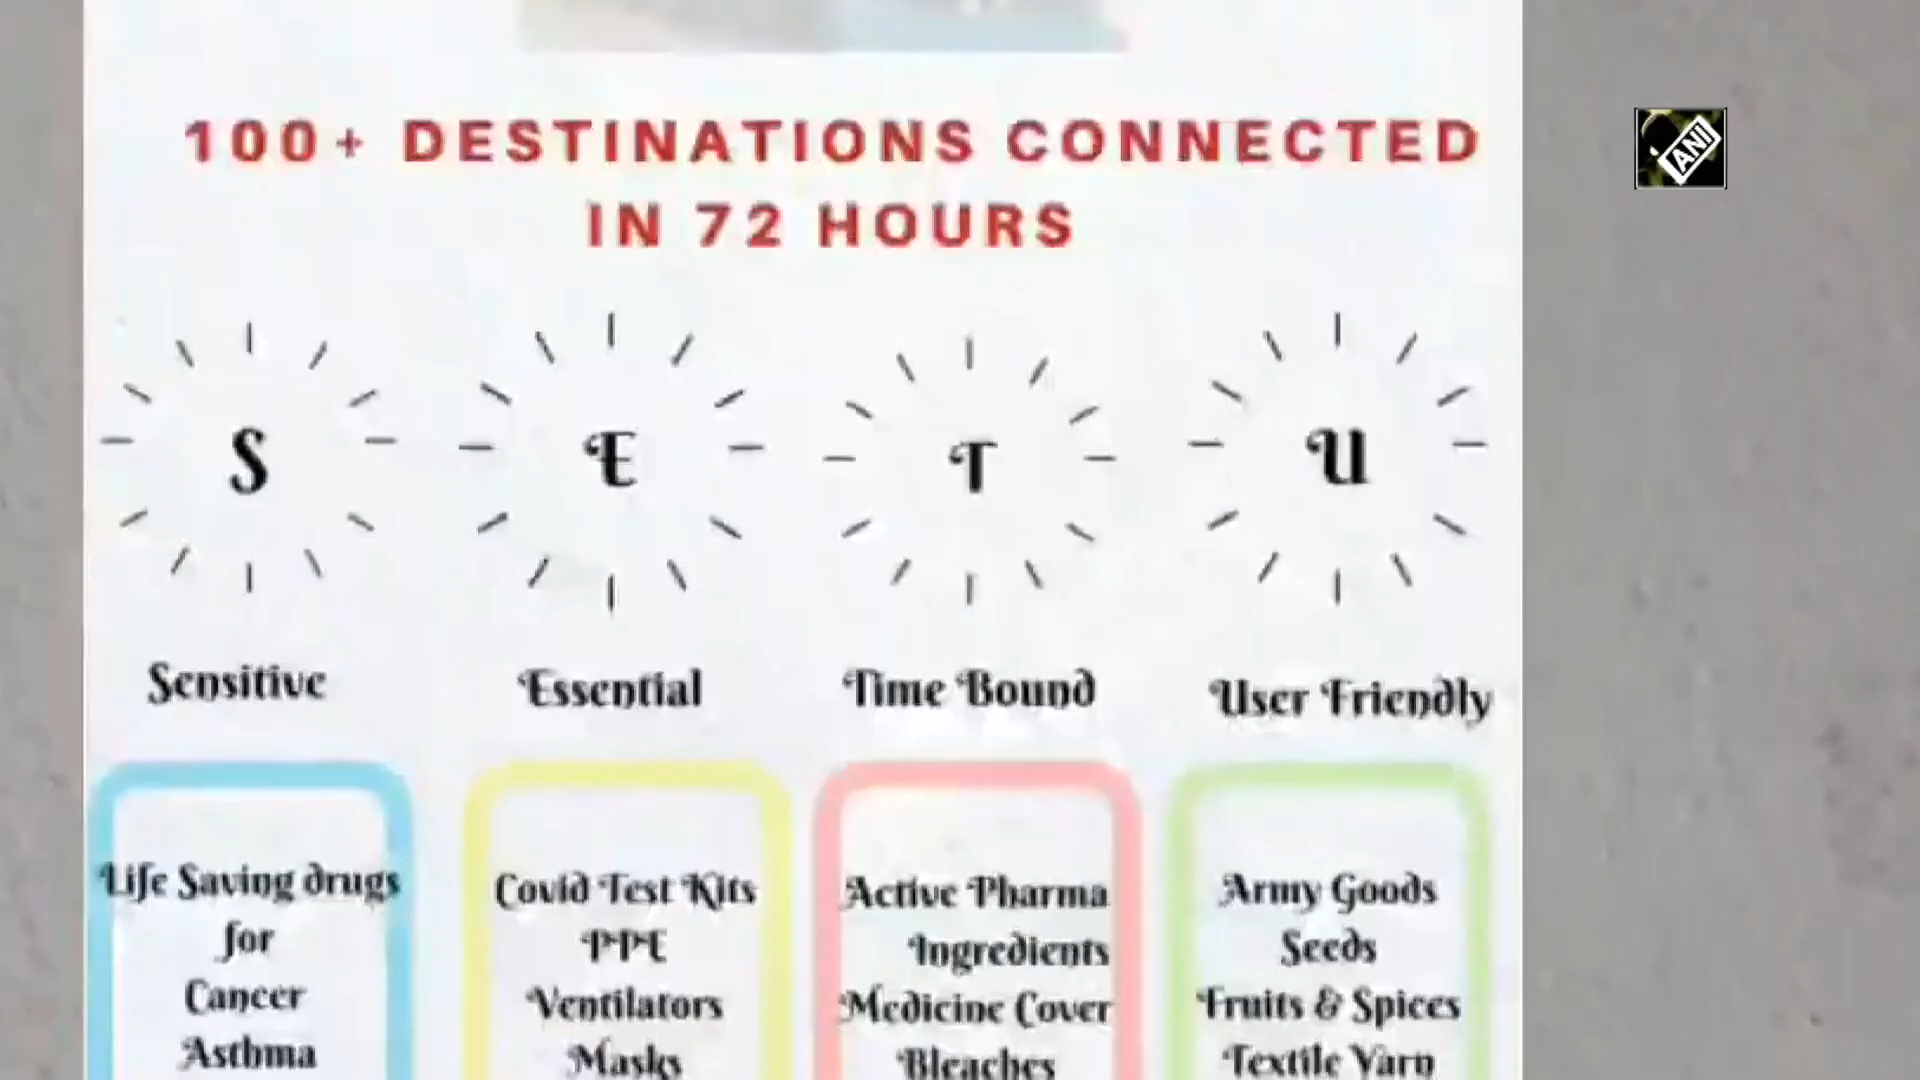 100+ DESTINATIONS CONNECTED
IN 72 HOURS
ANI
S
E
T
U
Sensitive
Essential
Time Bound
User Friendly
Life Saving drugs
for
Cancer
Asthma
Covid Test Kits
PPE
Ventilators
Masks
Active Pharma
Ingredients
Medicine Cover
Bleaches
Army Goods
Seeds
Fruits & Spices
Textile Yarn